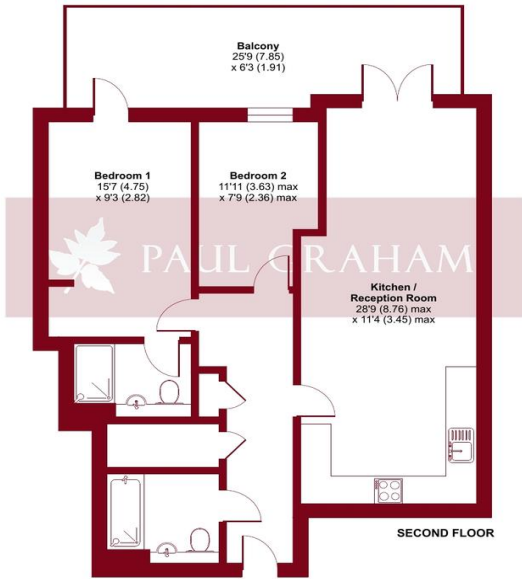 Balcony
25'9 (7.85)
x 6'3 (1.91)
Bedroom 1
15'7 (4.75)
x 9'3 (2.82)
Bedroom 2
11'11 (3.63) max
x 7'9 (2.36) max
PAUL GRAHAM
Kitchen /
Reception Room
28'9 (8.76) max
x 11'4 (3.45) max
SECOND FLOOR